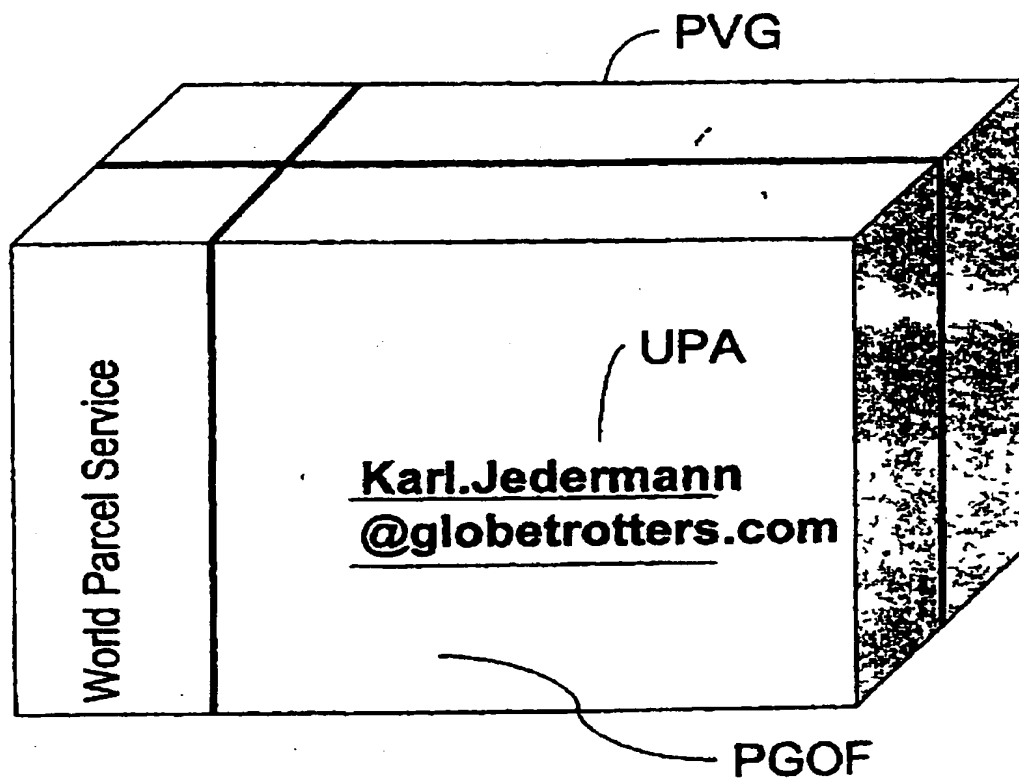 PVG
UPA
World Parcel Service
Karl.Jedermann
@globetrotters.com
PGOF